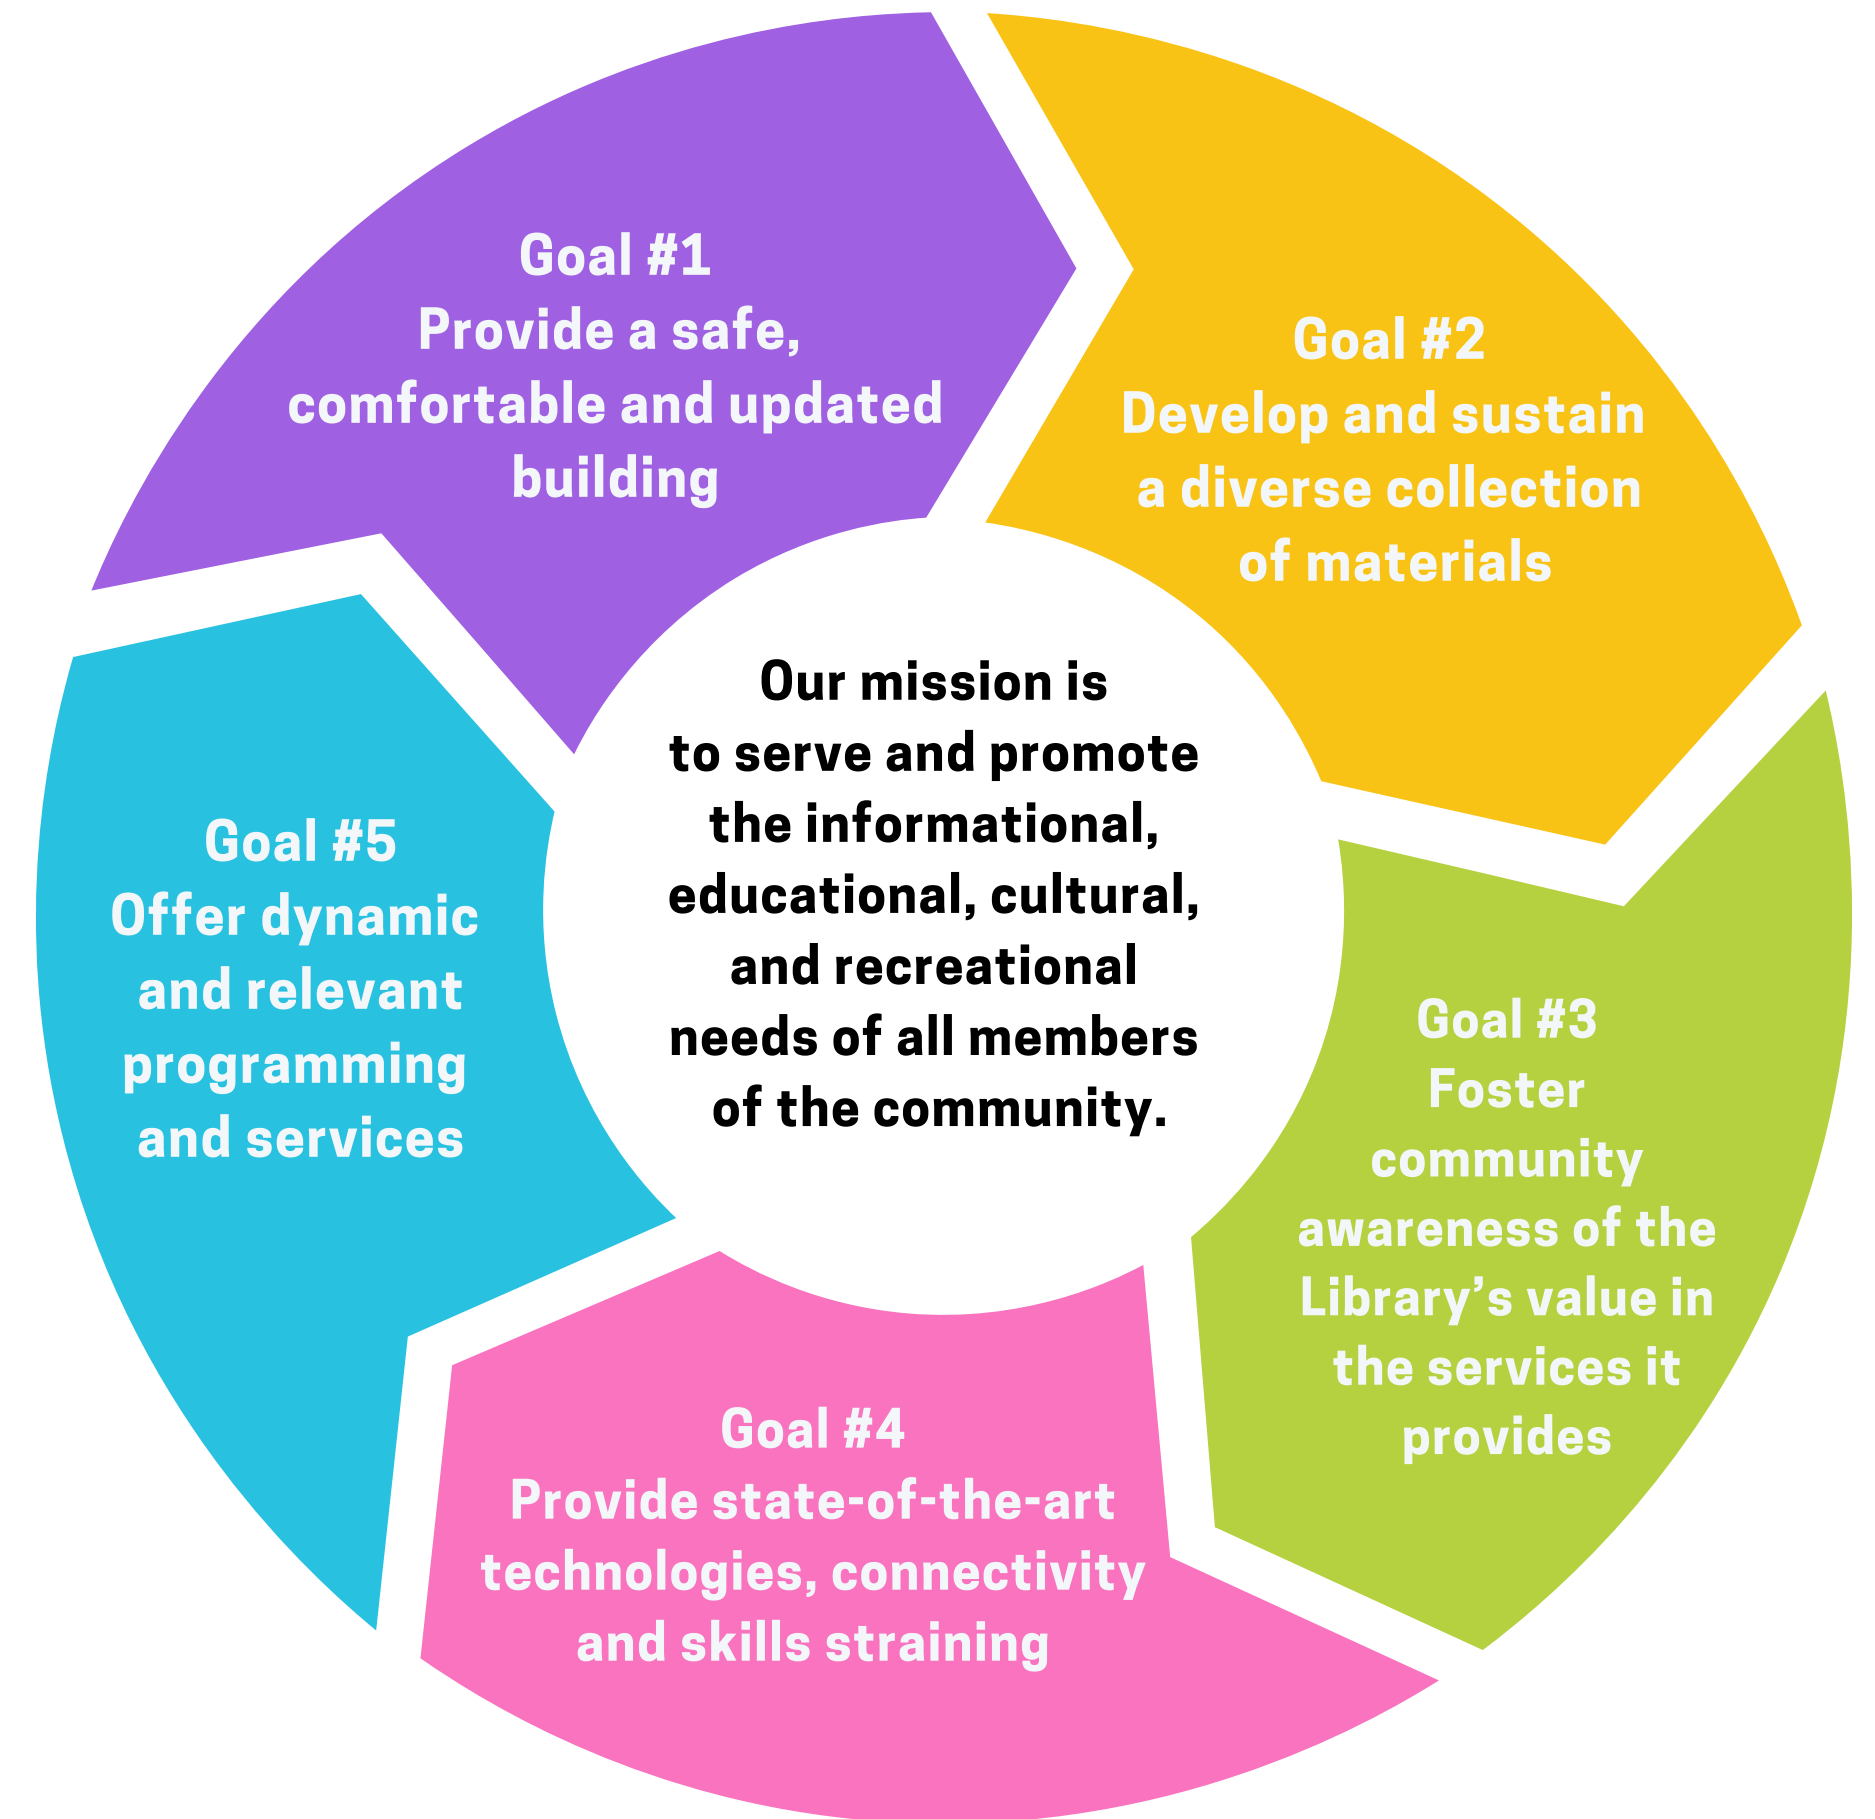 Goal #1
Provide a safe,
comfortable and updated
building
Goal #2
Develop and sustain
a diverse collection
of materials
Goal #3
Foster
community
awareness of the
Library’s value in
the services it
provides
Goal #4
Provide state-of-the-art
technologies, connectivity
and skills straining
Goal #5
Offer dynamic
and relevant
programming
and services
Our mission is
to serve and promote
the informational,
educational, cultural,
and recreational
needs of all members
of the community.